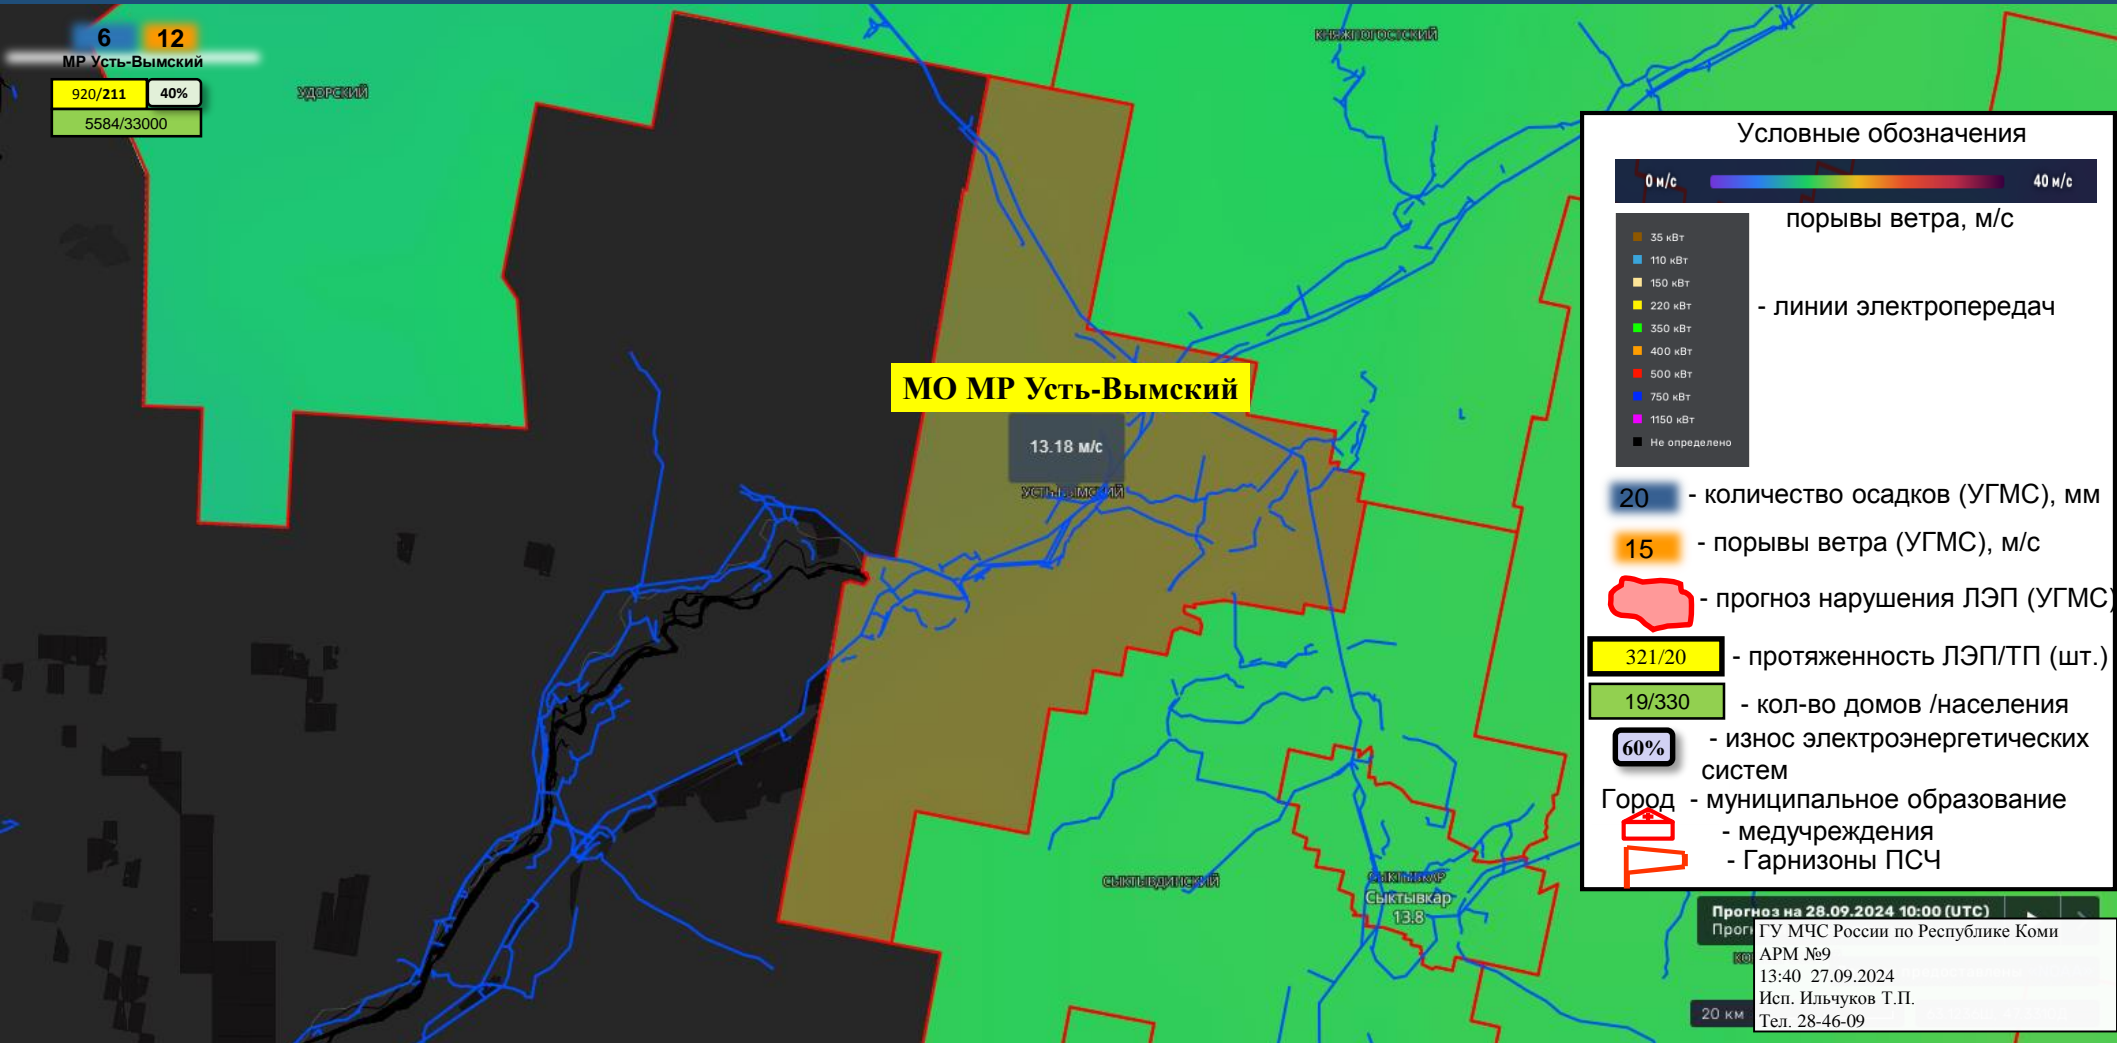 6 12
МР Усть-Вымский
920/211 40%
5584/33000
УДОРСКИЙ
КНЯЖПОГОСТСКИЙ
МО МР Усть-Вымский
13.18 м/с
УСТЬ-ВЫМСКИЙ
СЫКТЫВДИНСКИЙ
СЫКТЫВКАР
Сыктывкар
13.8
Условные обозначения
0 м/с 40 м/с
порывы ветра, м/с
35 кВт
110 кВт
150 кВт
220 кВт
350 кВт
400 кВт
500 кВт
750 кВт
1150 кВт
Не определено
- линии электропередач
20 - количество осадков (УГМС), мм
15 - порывы ветра (УГМС), м/с
- прогноз нарушения ЛЭП (УГМС)
321/20 - протяженность ЛЭП/ТП (шт.)
19/330 - кол-во домов /населения
60% - износ электроэнергетических
систем
Город - муниципальное образование
- медучреждения
- Гарнизоны ПСЧ
Прогноз на 28.09.2024 10:00 (UTC)
ГУ МЧС России по Республике Коми
АРМ №9
13:40 27.09.2024
Исп. Ильчуков Т.П.
Тел. 28-46-09
20 км